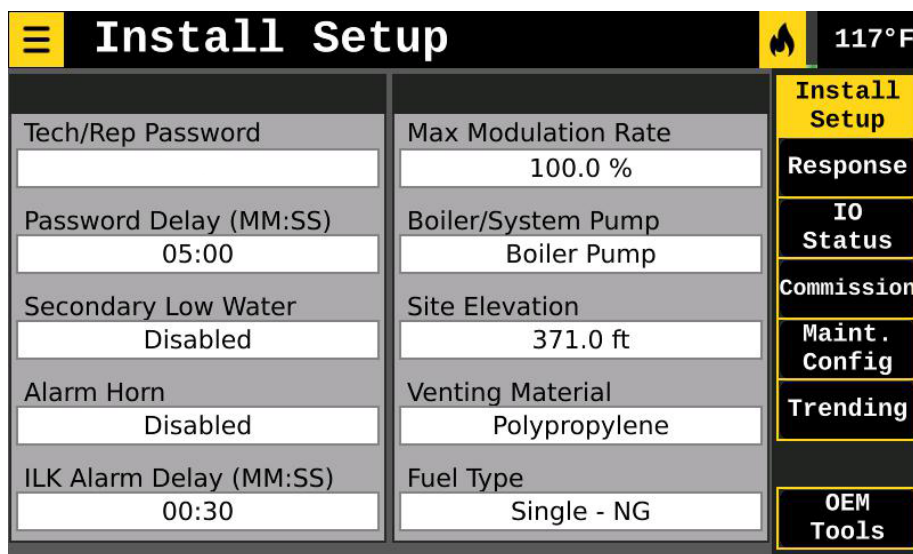 Install Setup
117°F
Tech/Rep Password
Password Delay (MM:SS)
05:00
Secondary Low Water
Disabled
Alarm Horn
Disabled
ILK Alarm Delay (MM:SS)
00:30
Max Modulation Rate
100.0 %
Boiler/System Pump
Boiler Pump
Site Elevation
371.0 ft
Venting Material
Polypropylene
Fuel Type
Single - NG
Install
Setup
Response
IO
Status
Commission
Maint.
Config
Trending
OEM
Tools